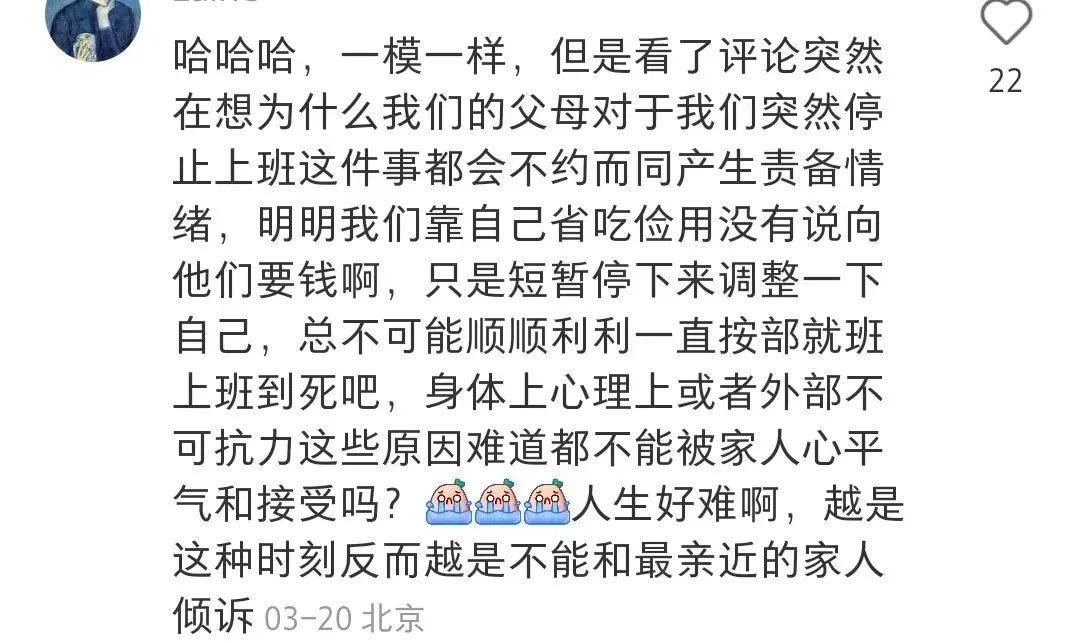 哈哈哈，一模一样，但是看了评论突然
22
在想为什么我们的父母对于我们突然停
止上班这件事都会不约而同产生责备情
绪，明明我们靠自己省吃俭用没有说向
他们要钱啊，只是短暂停下来调整一下
自己，总不可能顺顺利利一直按部就班
上班到死吧，身体上心理上或者外部不
可抗力这些原因难道都不能被家人心平
气和接受吗？人生好难啊，越是
这种时刻反而越是不能和最亲近的家人
倾诉 03-20 北京